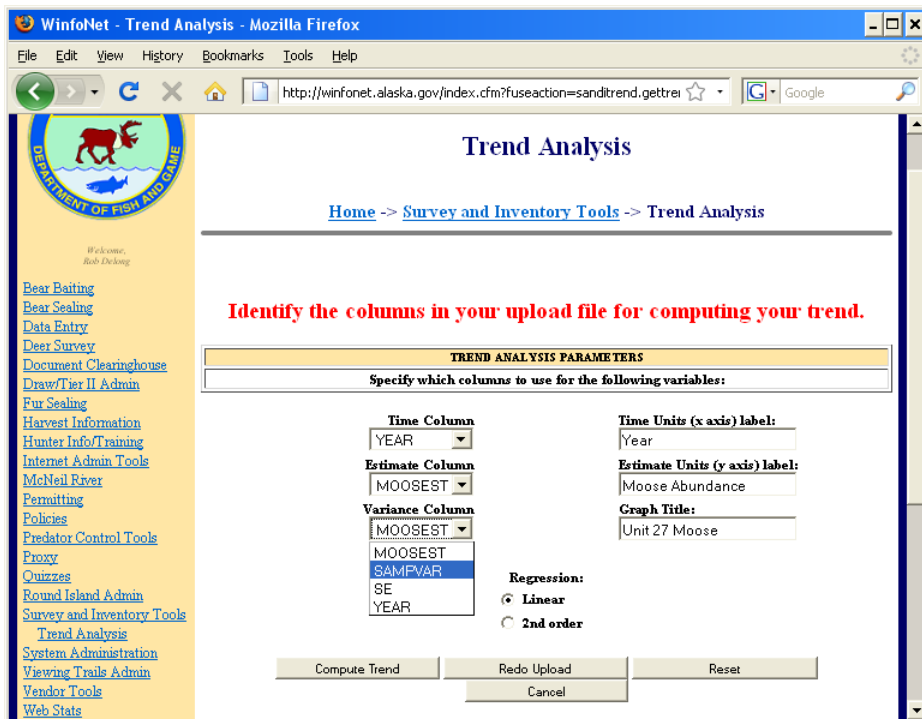 WinfoNet - Trend Analysis - Mozilla Firefox
File Edit View History Bookmarks Tools Help
http://winfonet.alaska.gov/index.cfm?fuseaction=sanditrend.gettrei
G Google
DEPARTMENT OF FISH AND GAME
Welcome,
Rob Delong
Bear Baiting
Bear Sealing
Data Entry
Deer Survey
Document Clearinghouse
Draw/Tier II Admin
Fur Sealing
Harvest Information
Hunter Info/Training
Internet Admin Tools
McNeil River
Permitting
Policies
Predator Control Tools
Proxy
Quizzes
Round Island Admin
Survey and Inventory Tools
Trend Analysis
System Administration
Viewing Trails Admin
Vendor Tools
Web Stats
Trend Analysis
Home -> Survey and Inventory Tools -> Trend Analysis
Identify the columns in your upload file for computing your trend.
TREND ANALYSIS PARAMETERS
Specify which columns to use for the following variables:
Time Column
YEAR
Time Units (x axis) label:
Year
Estimate Column
MOOSEST
Estimate Units (y axis) label:
Moose Abundance
Variance Column
MOOSEST
Graph Title:
Unit 27 Moose
MOOSEST
SAMPVAR
SE
YEAR
Regression:
Linear
2nd order
Compute Trend Redo Upload Reset
Cancel